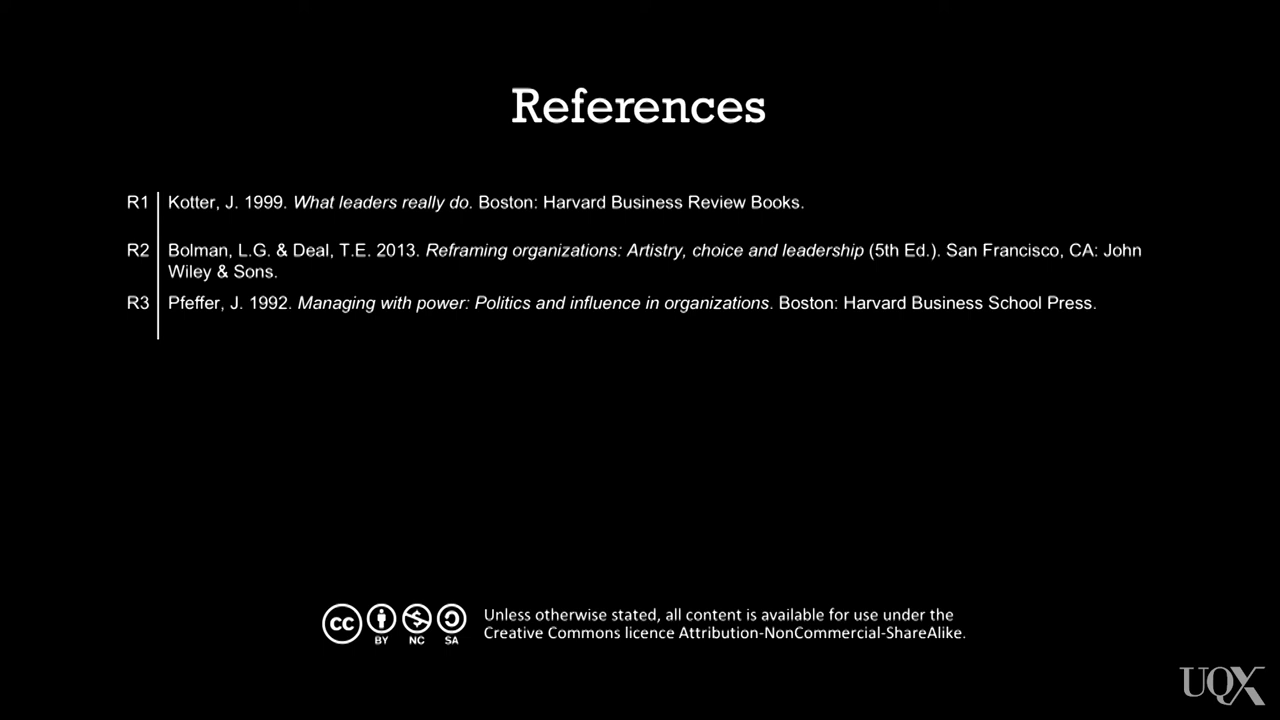 References
R1 Kotter, J. 1999. What leaders really do. Boston: Harvard Business Review Books.
R2 Bolman, L.G. & Deal, T.E. 2013. Reframing organizations: Artistry, choice and leadership (5th Ed.). San Francisco, CA: John
Wiley & Sons.
R3 Pfeffer, J. 1992. Managing with power: Politics and influence in organizations. Boston: Harvard Business School Press.
Unless otherwise stated, all content is available for use under the
Creative Commons licence Attribution-NonCommercial-ShareAlike.
cc BY NC SA
UQX